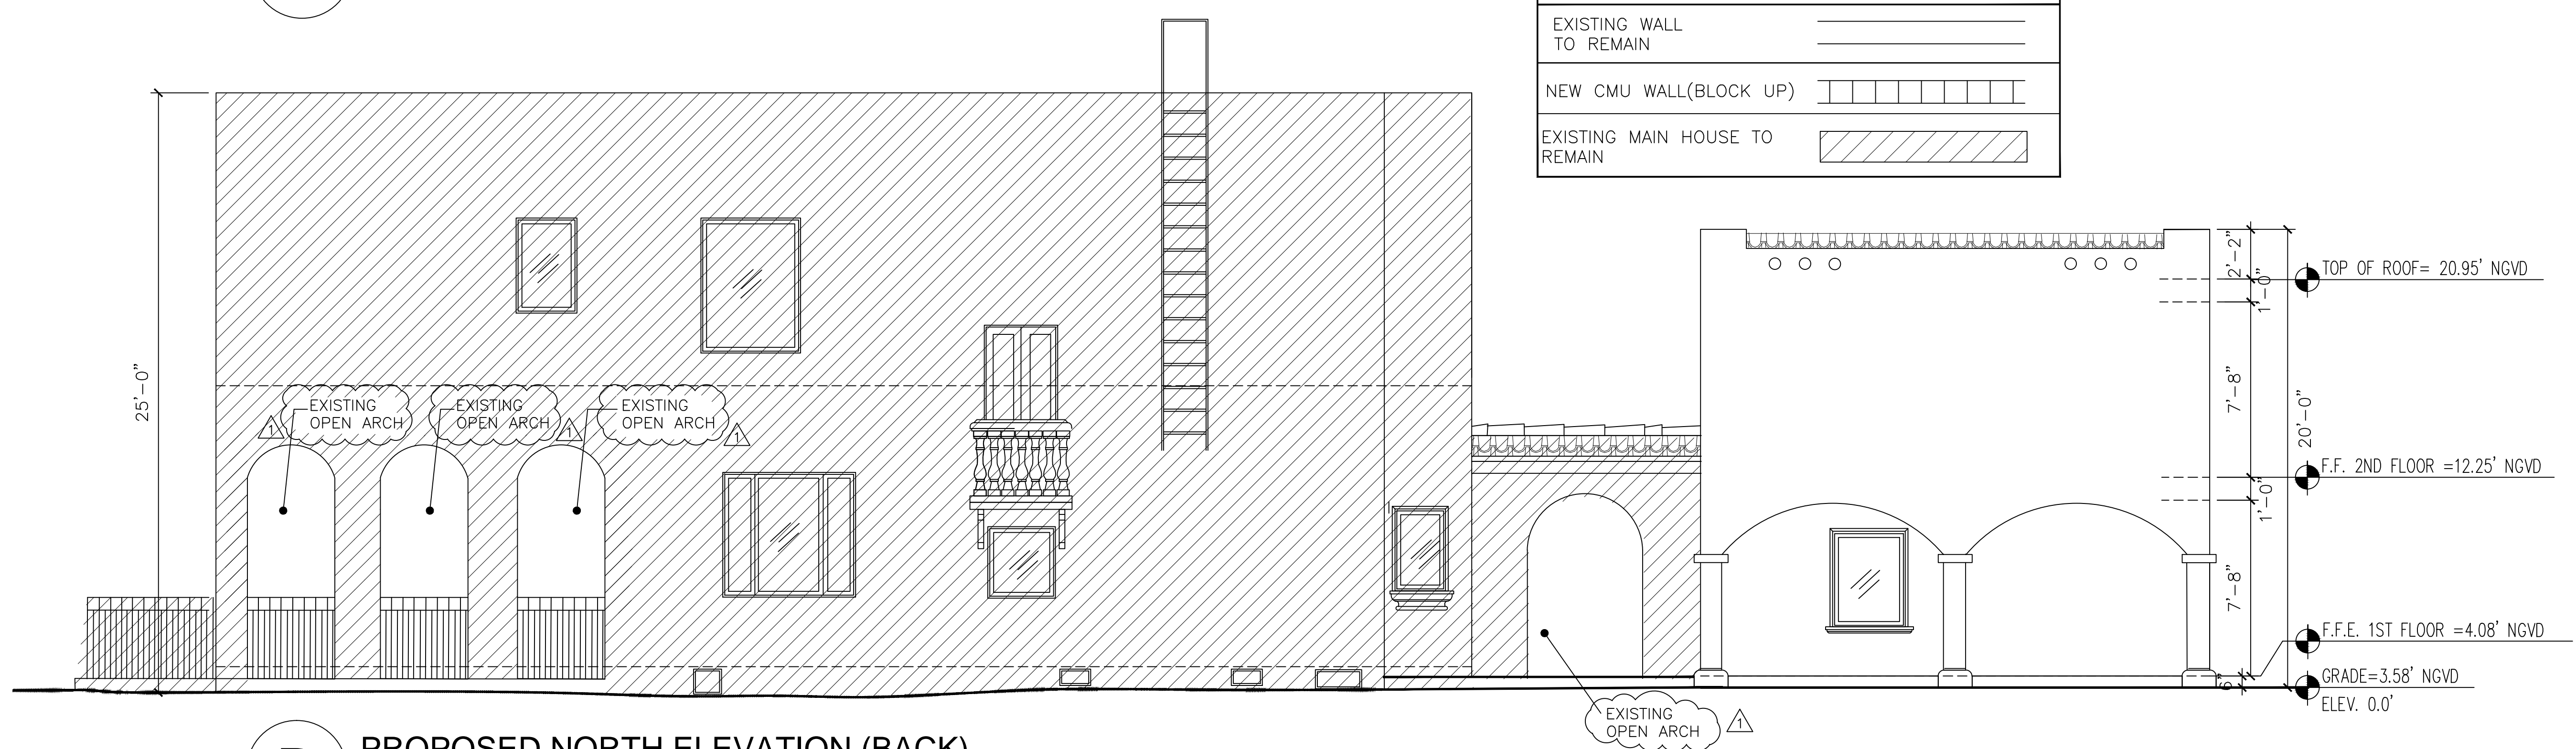 EXISTING WALL
TO REMAIN
NEW CMU WALL(BLOCK UP)
EXISTING MAIN HOUSE TO
REMAIN
25'-0"
EXISTING
OPEN ARCH
1
EXISTING
OPEN ARCH
1
EXISTING
OPEN ARCH
1
2'-2"
1'-0"
7'-8"
20'-0"
1'-0"
7'-8"
6"
TOP OF ROOF= 20.95' NGVD
F.F. 2ND FLOOR =12.25' NGVD
F.F.E. 1ST FLOOR =4.08' NGVD
GRADE=3.58' NGVD
ELEV. 0.0'
EXISTING
OPEN ARCH
1
PROPOSED NORTH ELEVATION (BACK)